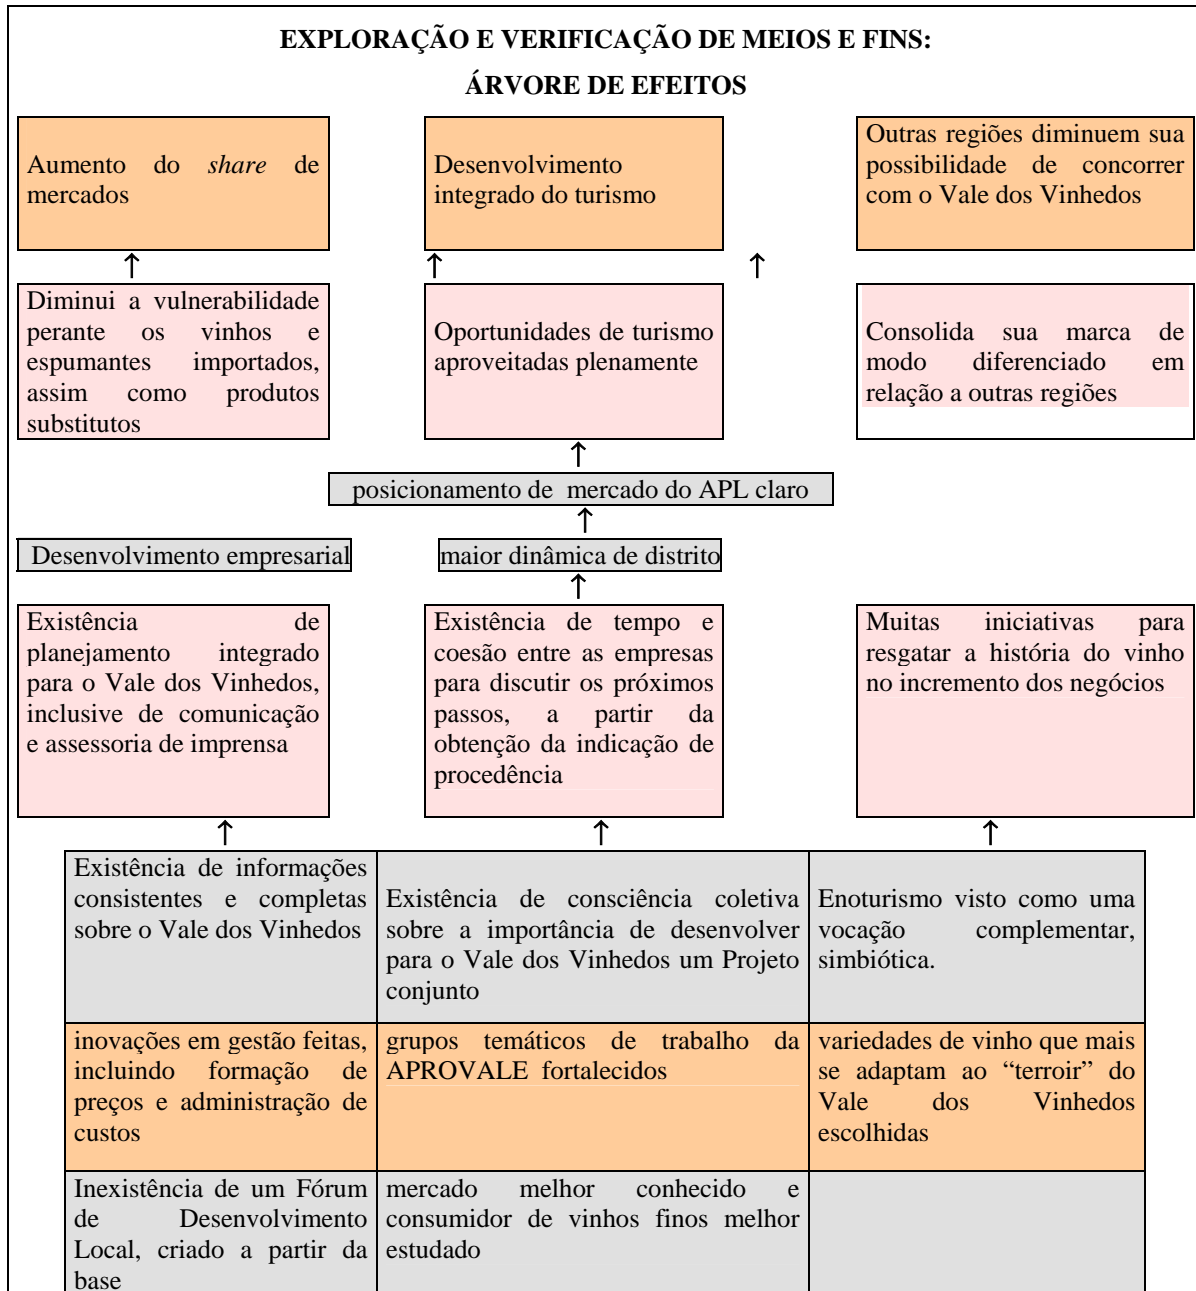 EXPLORAÇÃO E VERIFICAÇÃO DE MEIOS E FINS:
ÁRVORE DE EFEITOS
Aumento do share de
mercados
Desenvolvimento
integrado do turismo
Outras regiões diminuem sua
possibilidade de concorrer
com o Vale dos Vinhedos
↑
↑
↑
Diminui a vulnerabilidade
perante os vinhos e
espumantes importados,
assim como produtos
substitutos
Oportunidades de turismo
aproveitadas plenamente
Consolida sua marca de
modo diferenciado em
relação a outras regiões
↑
posicionamento de mercado do APL claro
↑
Desenvolvimento empresarial
maior dinâmica de distrito
↑
Existência de
planejamento integrado
para o Vale dos Vinhedos,
inclusive de comunicação
e assessoria de imprensa
Existência de tempo e
coesão entre as empresas
para discutir os próximos
passos, a partir da
obtenção da indicação de
procedência
Muitas iniciativas para
resgatar a história do vinho
no incremento dos negócios
↑
↑
↑
Existência de informações
consistentes e completas
sobre o Vale dos Vinhedos
Existência de consciência coletiva
sobre a importância de desenvolver
para o Vale dos Vinhedos um Projeto
conjunto
Enoturismo visto como uma
vocação complementar,
simbiótica.
inovações em gestão feitas,
incluindo formação de
preços e administração de
custos
grupos temáticos de trabalho da
APROVALE fortalecidos
variedades de vinho que mais
se adaptam ao “terroir” do
Vale dos Vinhedos
escolhidas
Inexistência de um Fórum
de Desenvolvimento
Local, criado a partir da
base
mercado melhor conhecido e
consumidor de vinhos finos melhor
estudado